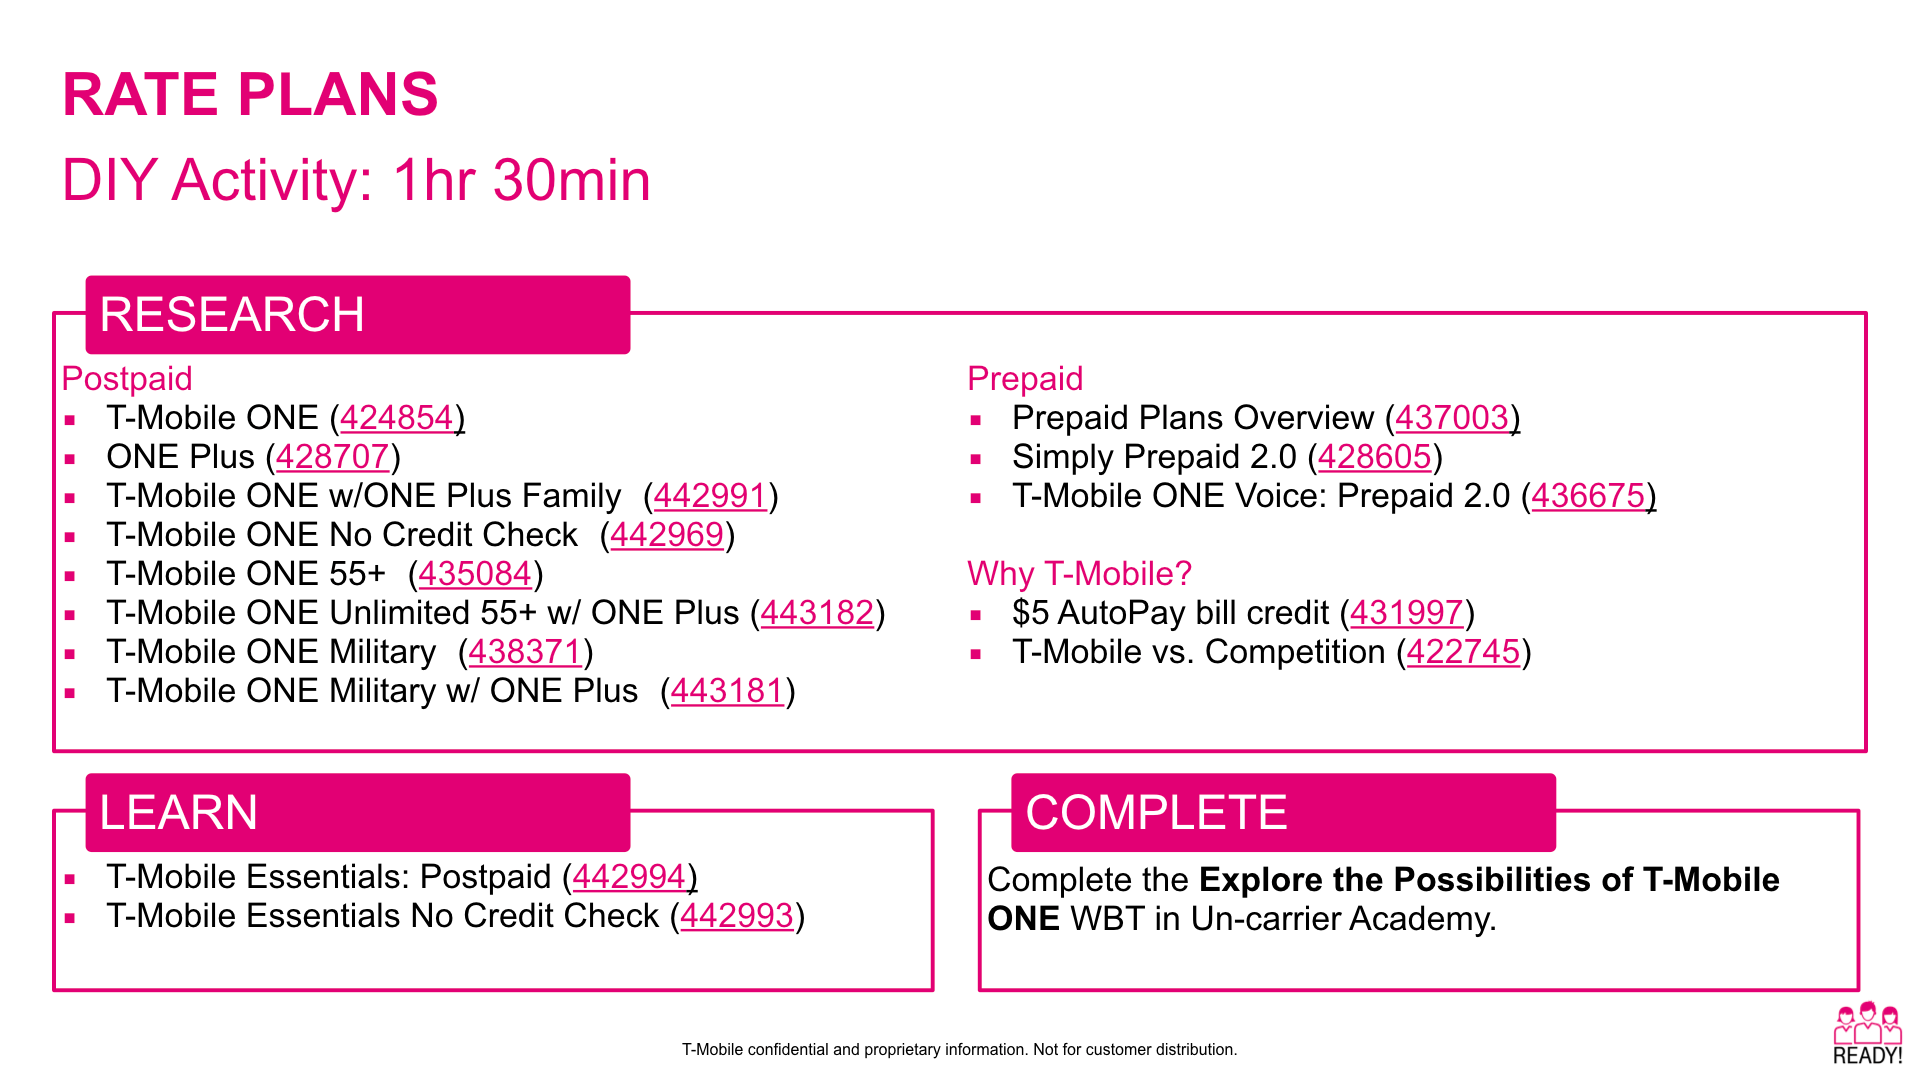 RATE PLANS
DIY Activity: 1hr 30min
RESEARCH
Postpaid
T-Mobile ONE (424854)
ONE Plus (428707)
T-Mobile ONE w/ONE Plus Family (442991)
T-Mobile ONE No Credit Check (442969)
T-Mobile ONE 55+ (435084)
T-Mobile ONE Unlimited 55+ w/ ONE Plus (443182)
T-Mobile ONE Military (438371)
T-Mobile ONE Military w/ ONE Plus (443181)
Prepaid
Prepaid Plans Overview (437003)
Simply Prepaid 2.0 (428605)
T-Mobile ONE Voice: Prepaid 2.0 (436675)
Why T-Mobile?
$5 AutoPay bill credit (431997)
T-Mobile vs. Competition (422745)
LEARN
T-Mobile Essentials: Postpaid (442994)
T-Mobile Essentials No Credit Check (442993)
COMPLETE
Complete the Explore the Possibilities of T-Mobile
ONE WBT in Un-carrier Academy.
T-Mobile confidential and proprietary information. Not for customer distribution.
READY!